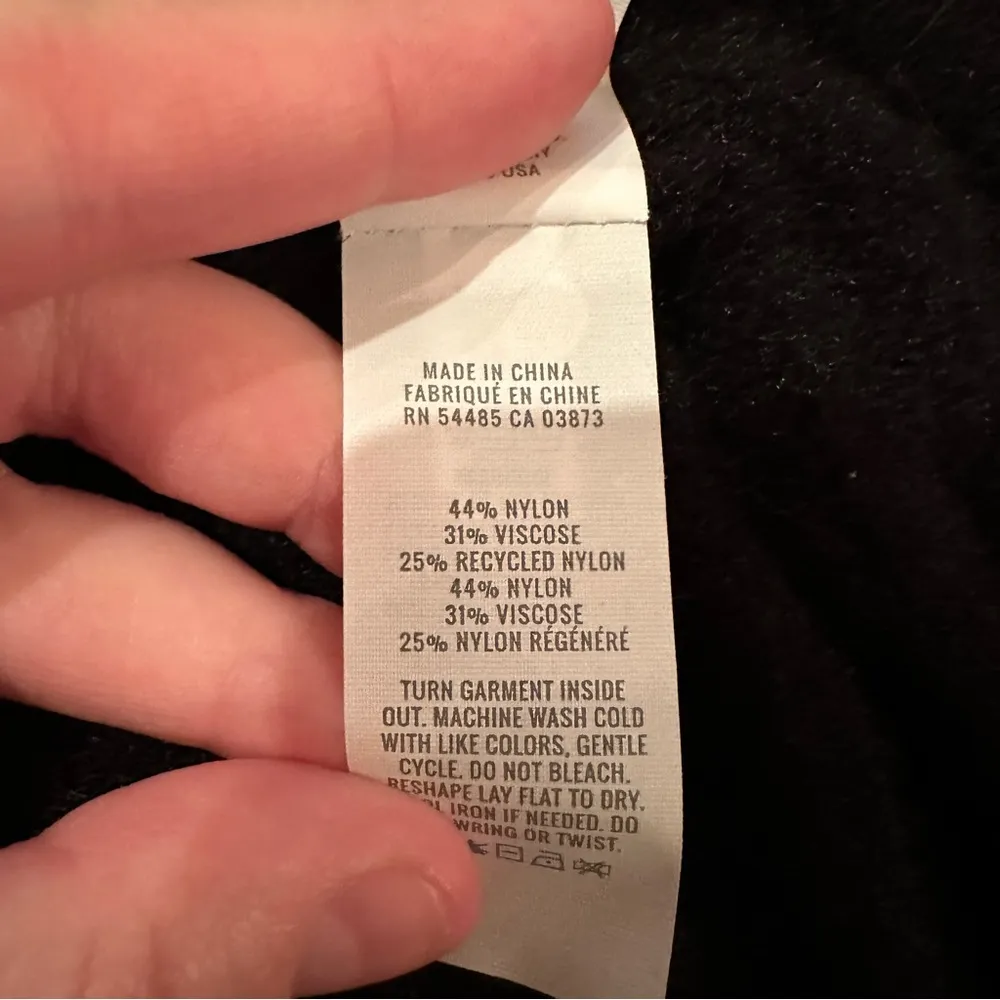 USA
MADE IN CHINA
FABRIQUÉ EN CHINE
RN 54485 CA 03873
44% NYLON
31% VISCOSE
25% RECYCLED NYLON
44% NYLON
31% VISCOSE
25% NYLON RÉGÉNÉRÉ
TURN GARMENT INSIDE
OUT. MACHINE WASH COLD
WITH LIKE COLORS, GENTLE
CYCLE. DO NOT BLEACH.
RESHAPE LAY FLAT TO DRY.
IRON IF NEEDED. DO
WRING OR TWIST.